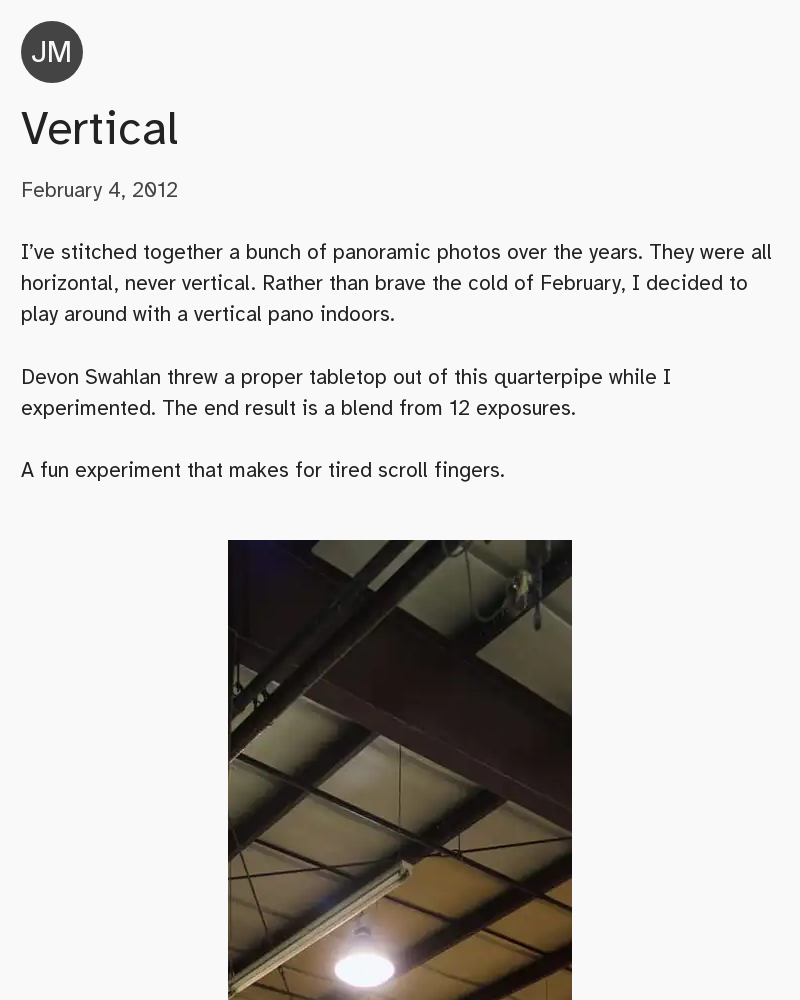 JM
Vertical
February 4, 2012
I’ve stitched together a bunch of panoramic photos over the years. They were all
horizontal, never vertical. Rather than brave the cold of February, I decided to
play around with a vertical pano indoors.
Devon Swahlan threw a proper tabletop out of this quarterpipe while I
experimented. The end result is a blend from 12 exposures.
A fun experiment that makes for tired scroll fingers.